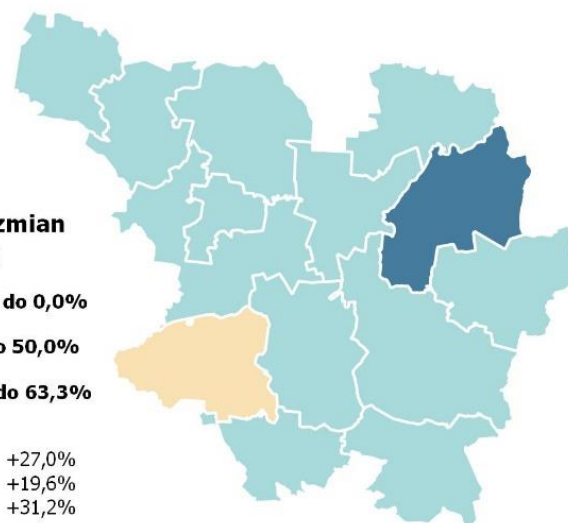 zmian
do 0,0%
o 50,0%
do 63,3%
+27,0%
+19,6%
+31,2%